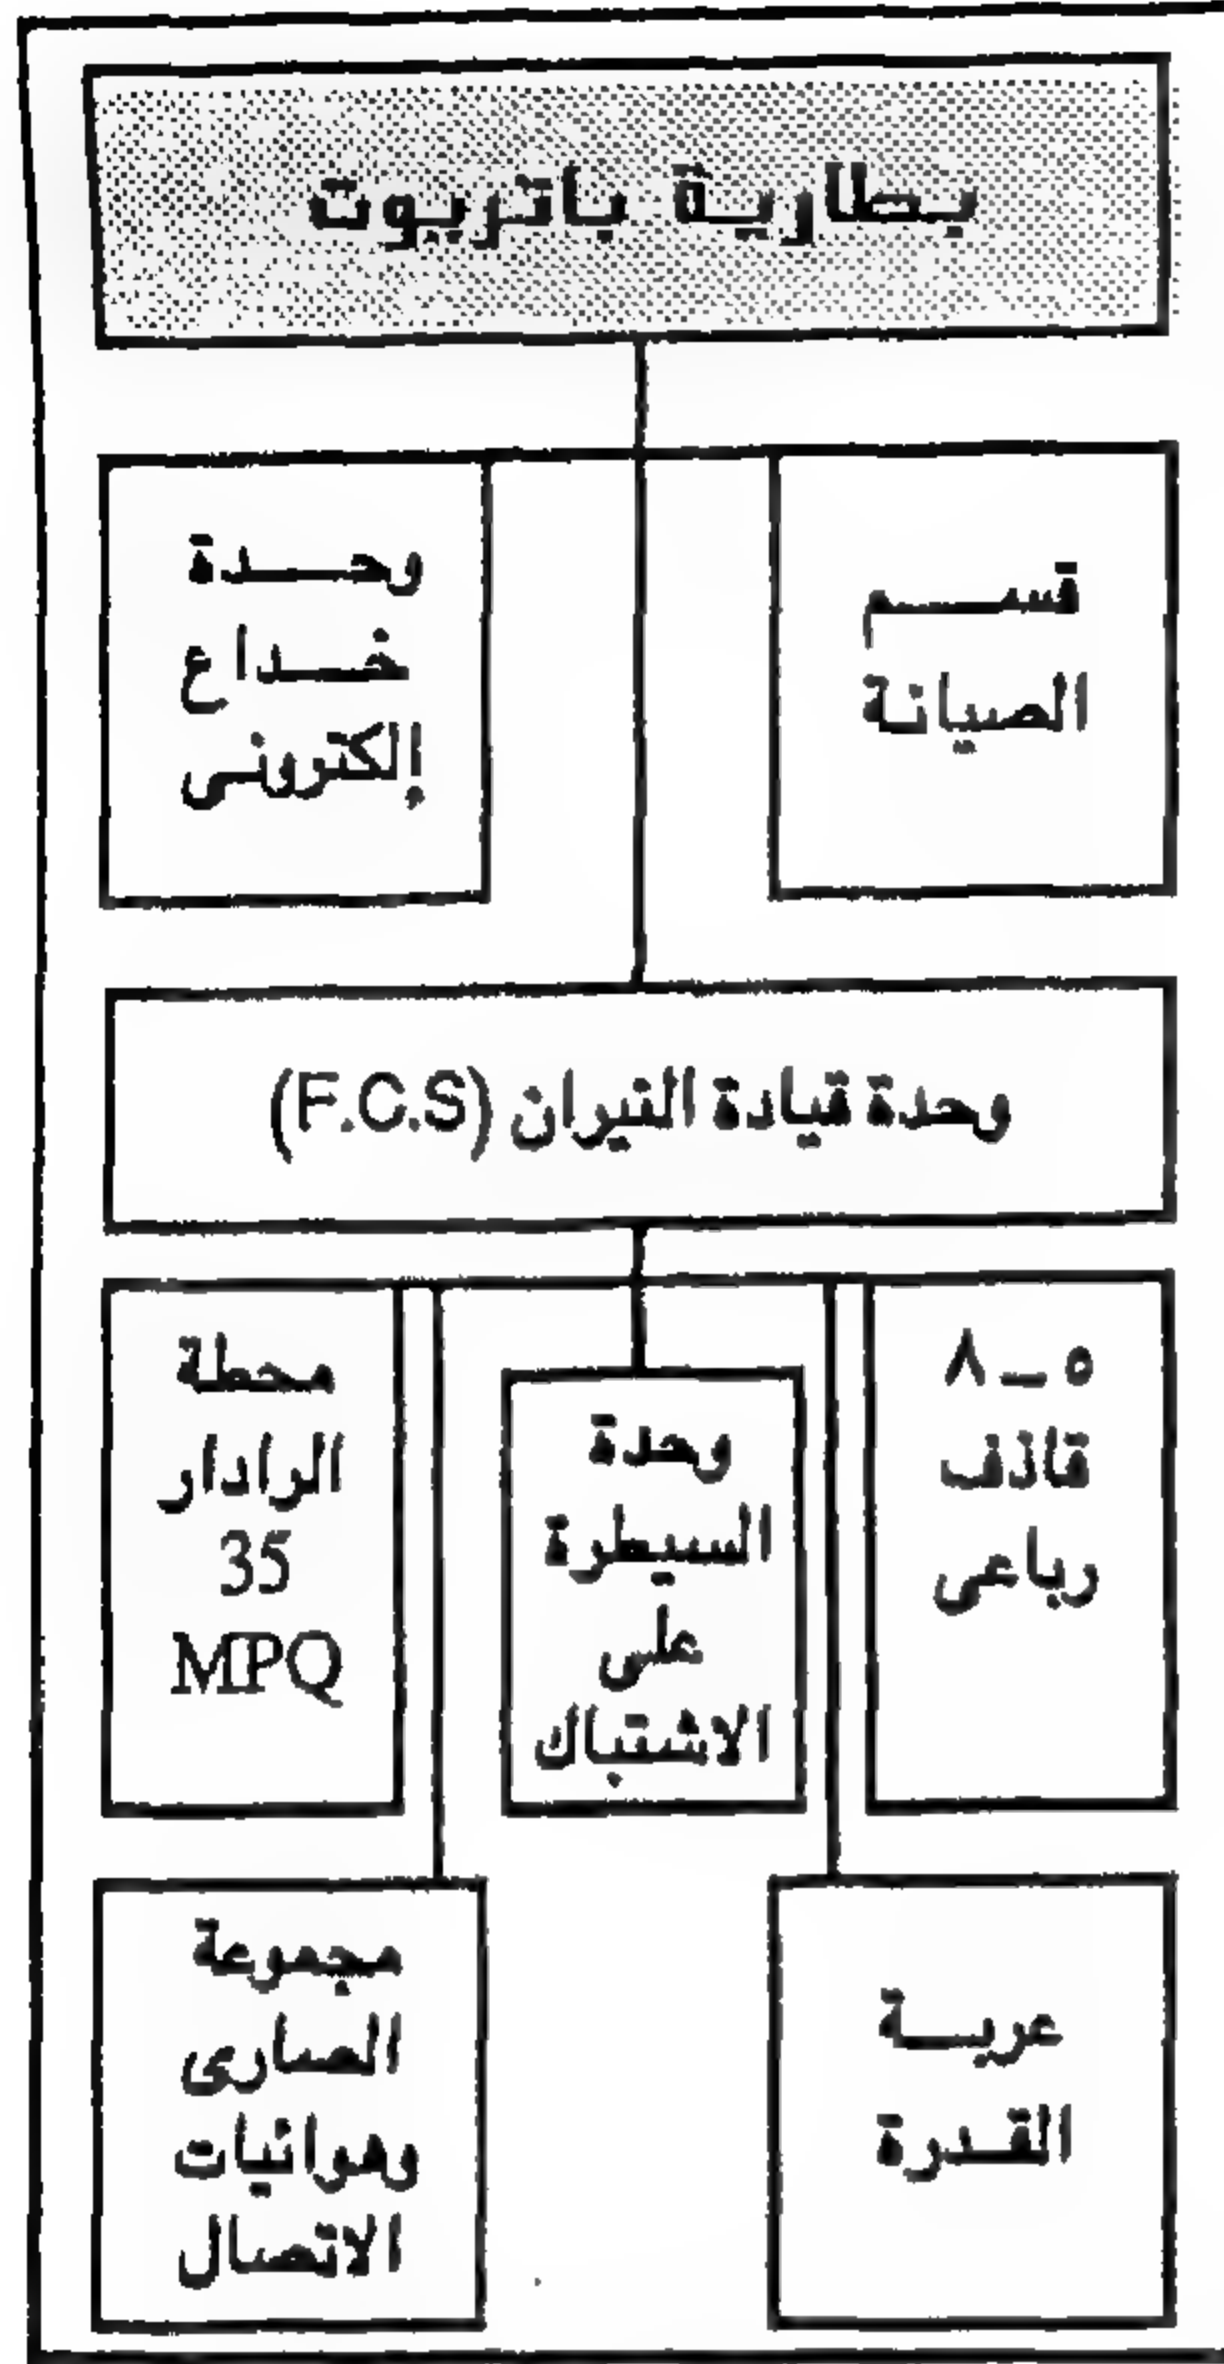 بطارية باتريوت
قسم
الصيانة
وحدة
خداع
إلكترونى
وحدة قيادة النيران (F.C.S)
٥ – ٨
قاذف
رباعى
وحدة
السيطرة
على
الاشتباك
محطة
الرادار
35
MPQ
عربة
القدرة
مجموعة
الصارى
وهوائيات
الاتصال